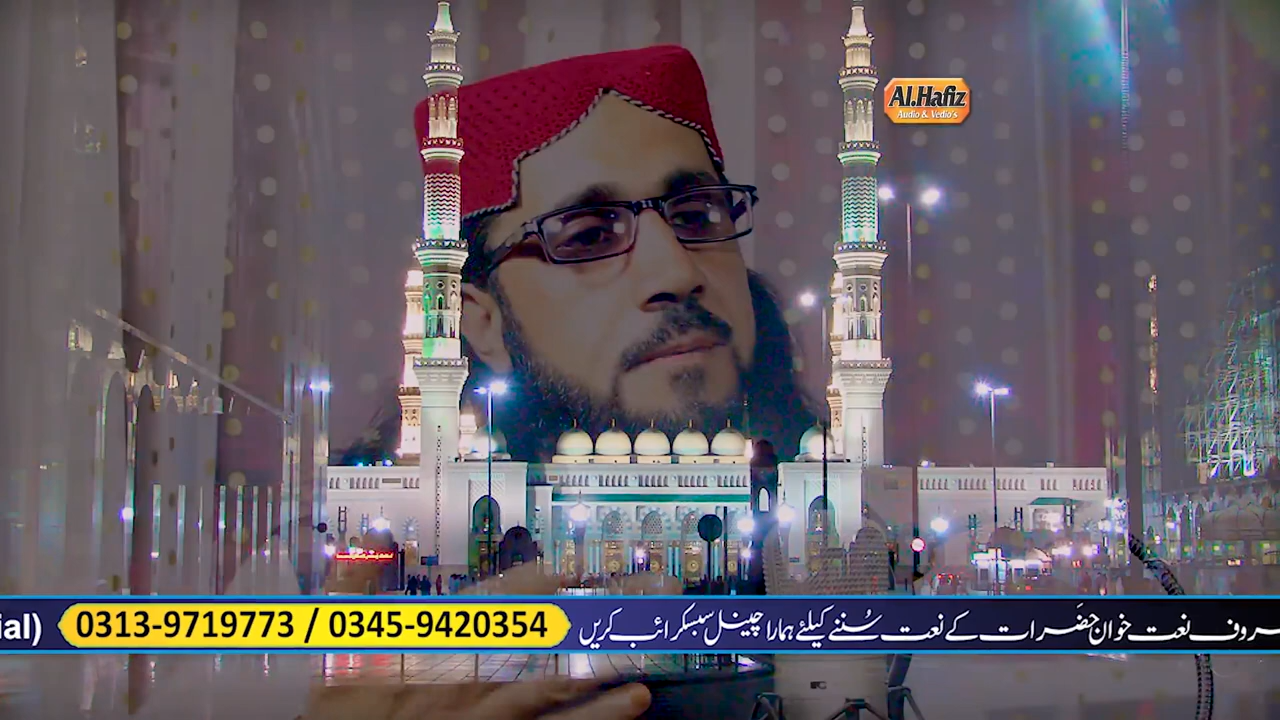 Al.Hafiz
Audio & Vedio's
ial) 0313-9719773 / 0345-9420354 نعت خوان حضرات کے نعت سُننے کیلئے ہمارا چینل سبسکرائب کریں